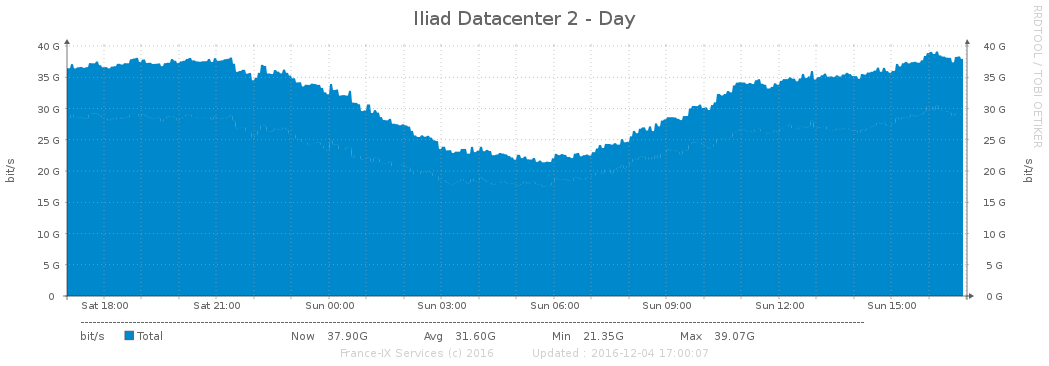 Iliad Datacenter 2 - Day
RRDTOOL / TOBI OETIKER
bit/s
bit/s
40 G 40 G
35 G 35 G
30 G 30 G
25 G 25 G
20 G 20 G
15 G 15 G
10 G 10 G
5 G 5 G
0 0 G
Sat 18:00 Sat 21:00 Sun 00:00 Sun 03:00 Sun 06:00 Sun 09:00 Sun 12:00 Sun 15:00
bit/s Total Now 37.90G Avg 31.60G Min 21.35G Max 39.07G
France-IX Services (c) 2016 Updated : 2016-12-04 17:00:07